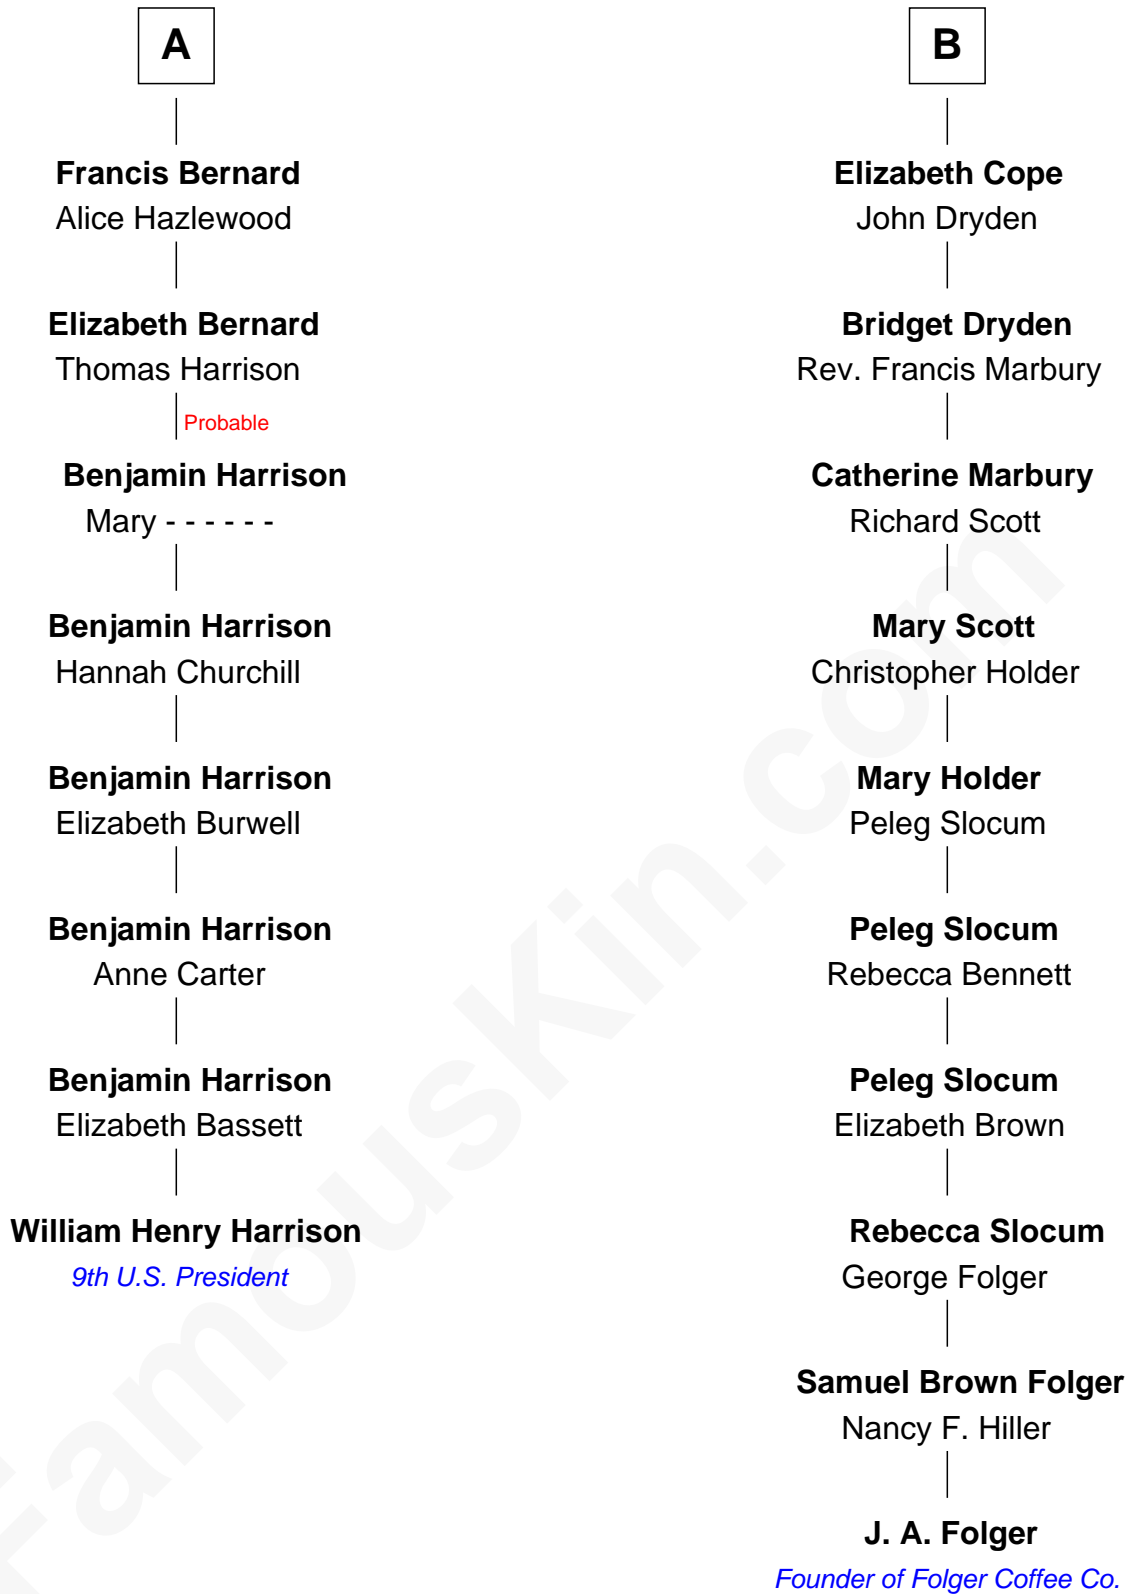 A
Francis Bernard
Alice Hazlewood
Elizabeth Bernard
Thomas Harrison
Probable
Benjamin Harrison
Mary - - - - - -
Benjamin Harrison
Hannah Churchill
Benjamin Harrison
Elizabeth Burwell
Benjamin Harrison
Anne Carter
Benjamin Harrison
Elizabeth Bassett
William Henry Harrison
9th U.S. President
B
Elizabeth Cope
John Dryden
Bridget Dryden
Rev. Francis Marbury
Catherine Marbury
Richard Scott
Mary Scott
Christopher Holder
Mary Holder
Peleg Slocum
Peleg Slocum
Rebecca Bennett
Peleg Slocum
Elizabeth Brown
Rebecca Slocum
George Folger
Samuel Brown Folger
Nancy F. Hiller
J. A. Folger
Founder of Folger Coffee Co.
FamousKin.com